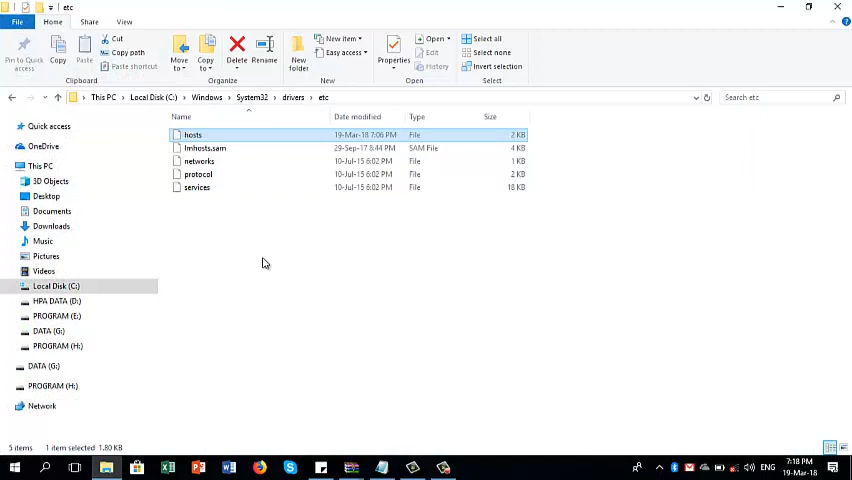 etc
File
Home
Share
View
Pin to Quick access
Copy
Paste
Cut
Copy path
Paste shortcut
Clipboard
Move to
Copy to
Delete
Rename
Organize
New folder
New item
Easy access
New
Properties
Open
Edit
History
Open
Select all
Select none
Invert selection
Select
This PC
Local Disk (C:)
Windows
System32
drivers
etc
Search etc
Name
Date modified
Type
Size
hosts 19-Mar-18 7:06 PM File 2 KB
lmhosts.sam 29-Sep-17 8:44 PM SAM File 4 KB
networks 10-Jul-15 6:02 PM File 1 KB
protocol 10-Jul-15 6:02 PM File 2 KB
services 10-Jul-15 6:02 PM File 18 KB
Quick access
OneDrive
This PC
3D Objects
Desktop
Documents
Downloads
Music
Pictures
Videos
Local Disk (C:)
HPA DATA (D:)
PROGRAM (E:)
DATA (G:)
PROGRAM (H:)
DATA (G:)
PROGRAM (H:)
Network
5 items 1 item selected 1.80 KB
ENG
7:18 PM
19-Mar-18